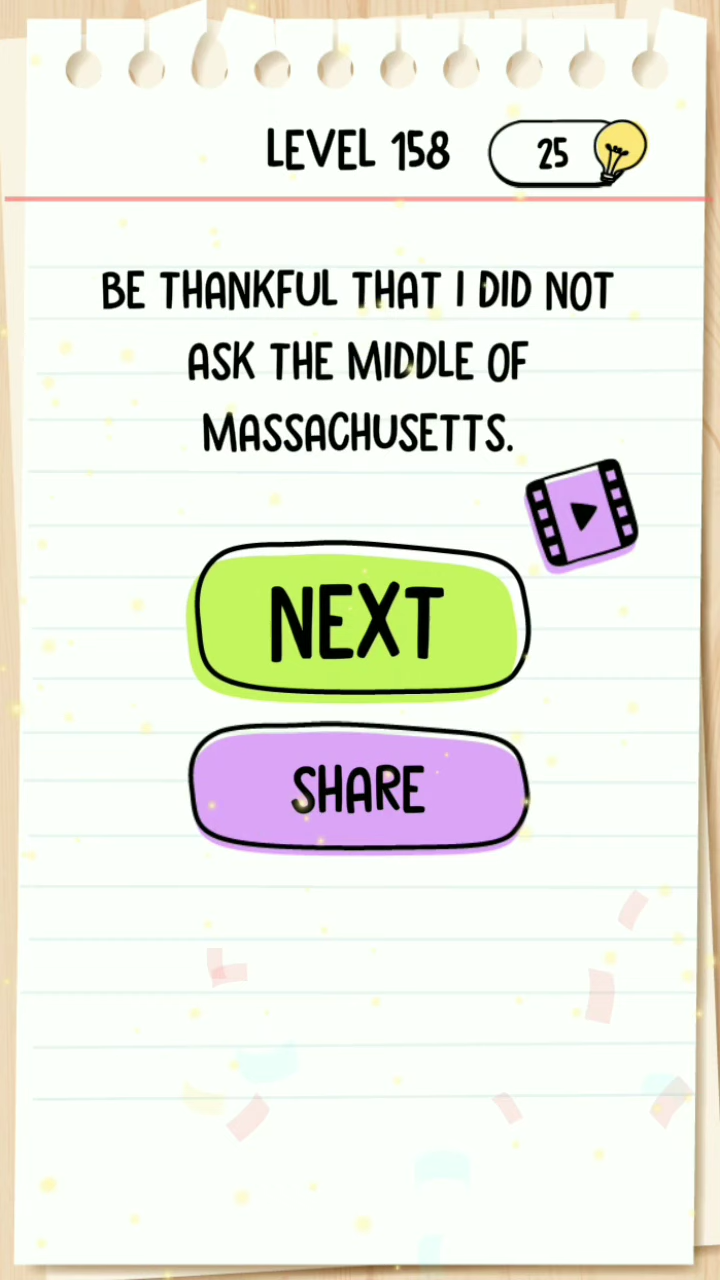 LEVEL 158
25
BE THANKFUL THAT I DID NOT
ASK THE MIDDLE OF
MASSACHUSETTS.
NEXT
SHARE